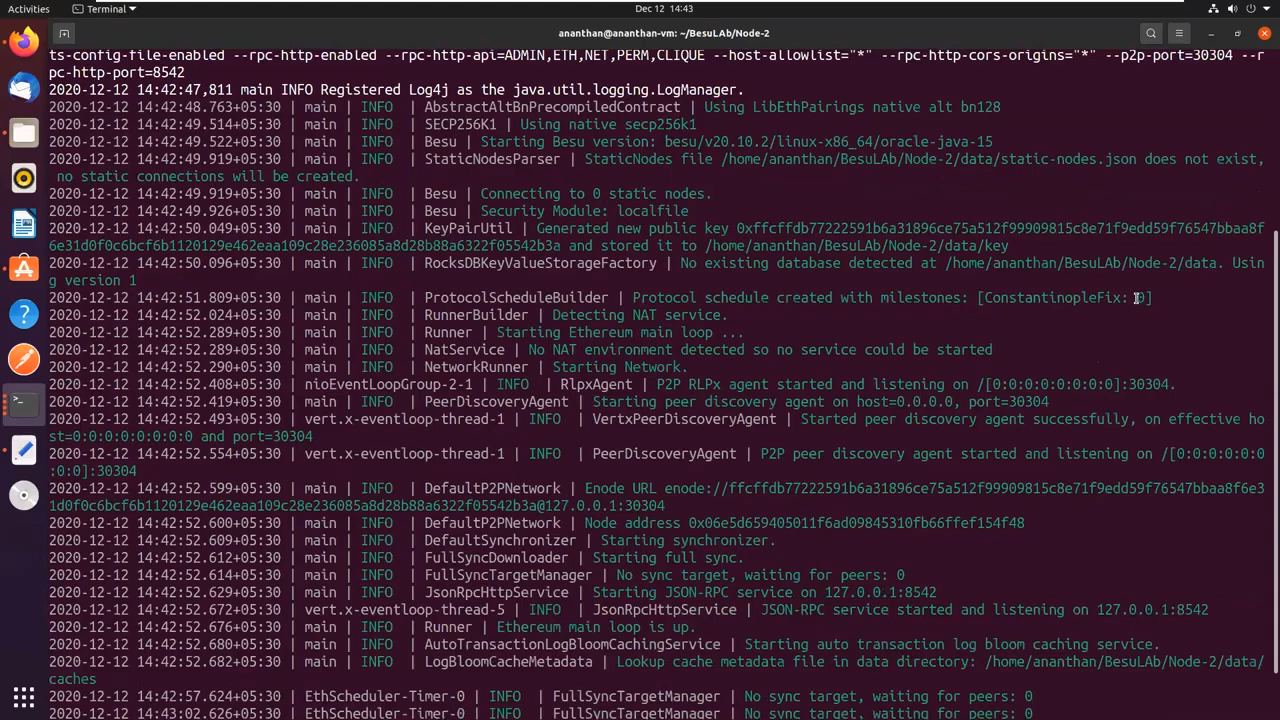 Activities
Terminal
Dec 12 14:43
ananthan@ananthan-vm: ~/BesuLAb/Node-2
ts-config-file-enabled --rpc-http-enabled --rpc-http-api=ADMIN,ETH,NET,PERM,CLIQUE --host-allowlist="*" --rpc-http-cors-origins="*" --p2p-port=30304 --r
pc-http-port=8542
2020-12-12 14:42:47,811 main INFO Registered Log4j as the java.util.logging.LogManager.
2020-12-12 14:42:48.763+05:30 | main | INFO | AbstractAltBnPrecompiledContract | Using LibEthPairings native alt bn128
2020-12-12 14:42:49.514+05:30 | main | INFO | SECP256K1 | Using native secp256k1
2020-12-12 14:42:49.522+05:30 | main | INFO | Besu | Starting Besu version: besu/v20.10.2/linux-x86_64/oracle-java-15
2020-12-12 14:42:49.919+05:30 | main | INFO | StaticNodesParser | StaticNodes file /home/ananthan/BesuLAb/Node-2/data/static-nodes.json does not exist,
no static connections will be created.
2020-12-12 14:42:49.919+05:30 | main | INFO | Besu | Connecting to 0 static nodes.
2020-12-12 14:42:49.926+05:30 | main | INFO | Besu | Security Module: localfile
2020-12-12 14:42:50.049+05:30 | main | INFO | KeyPairUtil | Generated new public key 0xffcffdb77222591b6a31896ce75a512f99909815c8e71f9edd59f76547bbaa8f
6e31d0f0c6bcf6b1120129e462eaa109c28e236085a8d28b88a6322f05542b3a and stored it to /home/ananthan/BesuLAb/Node-2/data/key
2020-12-12 14:42:50.096+05:30 | main | INFO | RocksDBKeyValueStorageFactory | No existing database detected at /home/ananthan/BesuLAb/Node-2/data. Usin
g version 1
2020-12-12 14:42:51.809+05:30 | main | INFO | ProtocolScheduleBuilder | Protocol schedule created with milestones: [ConstantinopleFix: 0]
2020-12-12 14:42:52.024+05:30 | main | INFO | RunnerBuilder | Detecting NAT service.
2020-12-12 14:42:52.289+05:30 | main | INFO | Runner | Starting Ethereum main loop ...
2020-12-12 14:42:52.289+05:30 | main | INFO | NatService | No NAT environment detected so no service could be started
2020-12-12 14:42:52.290+05:30 | main | INFO | NetworkRunner | Starting Network.
2020-12-12 14:42:52.408+05:30 | nioEventLoopGroup-2-1 | INFO | RlpxAgent | P2P RLPx agent started and listening on /[0:0:0:0:0:0:0:0]:30304.
2020-12-12 14:42:52.419+05:30 | main | INFO | PeerDiscoveryAgent | Starting peer discovery agent on host=0.0.0.0, port=30304
2020-12-12 14:42:52.493+05:30 | vert.x-eventloop-thread-1 | INFO | VertxPeerDiscoveryAgent | Started peer discovery agent successfully, on effective ho
st=0:0:0:0:0:0:0:0 and port=30304
2020-12-12 14:42:52.554+05:30 | vert.x-eventloop-thread-1 | INFO | PeerDiscoveryAgent | P2P peer discovery agent started and listening on /[0:0:0:0:0:0
:0:0]:30304
2020-12-12 14:42:52.599+05:30 | main | INFO | DefaultP2PNetwork | Enode URL enode://ffcffdb77222591b6a31896ce75a512f99909815c8e71f9edd59f76547bbaa8f6e3
1d0f0c6bcf6b1120129e462eaa109c28e236085a8d28b88a6322f05542b3a@127.0.0.1:30304
2020-12-12 14:42:52.600+05:30 | main | INFO | DefaultP2PNetwork | Node address 0x06e5d659405011f6ad09845310fb66ffef154f48
2020-12-12 14:42:52.609+05:30 | main | INFO | DefaultSynchronizer | Starting synchronizer.
2020-12-12 14:42:52.612+05:30 | main | INFO | FullSyncDownloader | Starting full sync.
2020-12-12 14:42:52.614+05:30 | main | INFO | FullSyncTargetManager | No sync target, waiting for peers: 0
2020-12-12 14:42:52.629+05:30 | main | INFO | JsonRpcHttpService | Starting JSON-RPC service on 127.0.0.1:8542
2020-12-12 14:42:52.672+05:30 | vert.x-eventloop-thread-5 | INFO | JsonRpcHttpService | JSON-RPC service started and listening on 127.0.0.1:8542
2020-12-12 14:42:52.676+05:30 | main | INFO | Runner | Ethereum main loop is up.
2020-12-12 14:42:52.680+05:30 | main | INFO | AutoTransactionLogBloomCachingService | Starting auto transaction log bloom caching service.
2020-12-12 14:42:52.682+05:30 | main | INFO | LogBloomCacheMetadata | Lookup cache metadata file in data directory: /home/ananthan/BesuLAb/Node-2/data/
caches
2020-12-12 14:42:57.624+05:30 | EthScheduler-Timer-0 | INFO | FullSyncTargetManager | No sync target, waiting for peers: 0
2020-12-12 14:43:02.626+05:30 | EthScheduler-Timer-0 | INFO | FullSyncTargetManager | No sync target, waiting for peers: 0